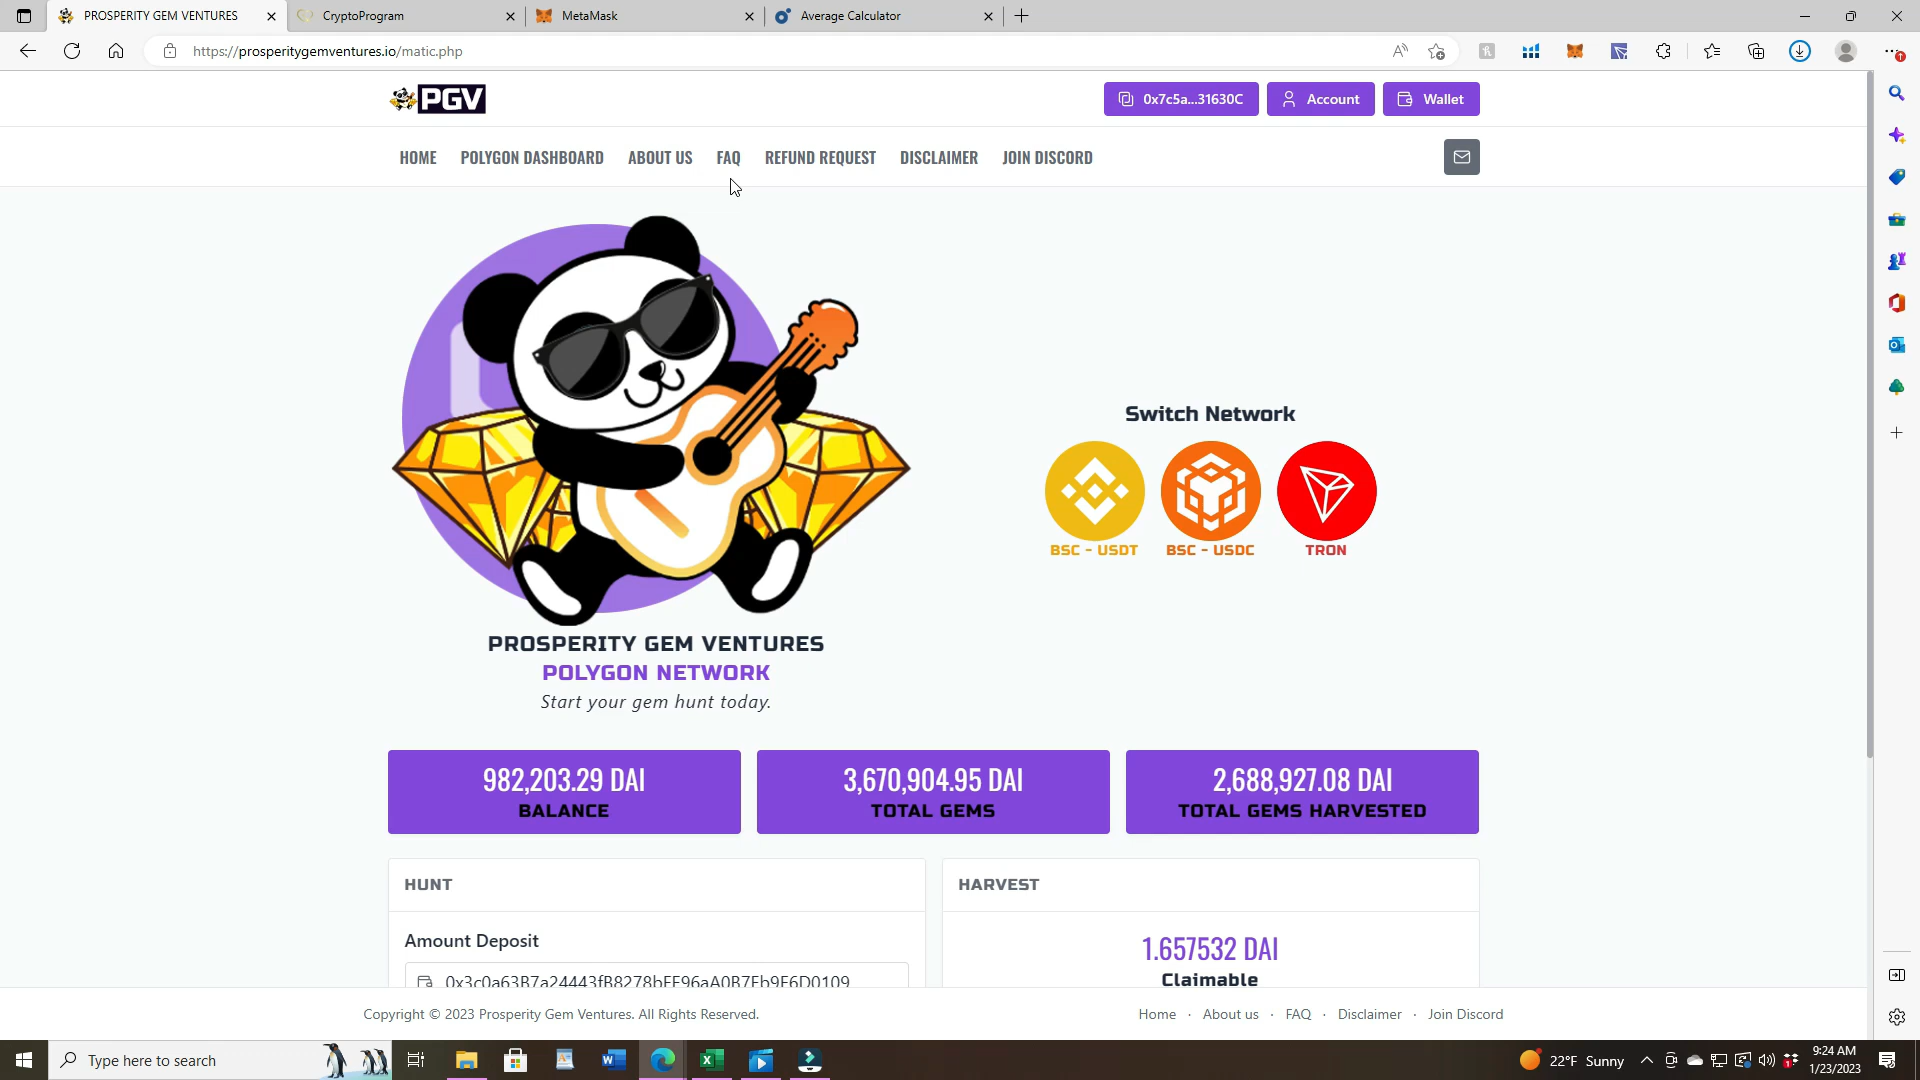 PROSPERITY GEM VENTURES
CryptoProgram
MetaMask
Average Calculator
https://prosperitygemventures.io/matic.php
PGV
0x7c5a...31630C
Account
Wallet
HOME
POLYGON DASHBOARD
ABOUT US
FAQ
REFUND REQUEST
DISCLAIMER
JOIN DISCORD
Switch Network
BSC - USDT
BSC - USDC
TRON
PROSPERITY GEM VENTURES
POLYGON NETWORK
Start your gem hunt today.
982,203.29 DAI
BALANCE
3,670,904.95 DAI
TOTAL GEMS
2,688,927.08 DAI
TOTAL GEMS HARVESTED
HUNT
HARVEST
Amount Deposit
1.657532 DAI
Claimable
Copyright © 2023 Prosperity Gem Ventures. All Rights Reserved.
Home · About us · FAQ · Disclaimer · Join Discord
Type here to search
22°F Sunny
9:24 AM
1/23/2023